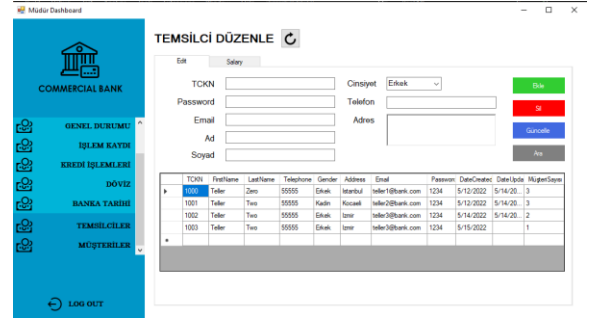 Müdür Dashboard
TEMSİLCİ DÜZENLE
COMMERCIAL BANK
GENEL DURUMU
İŞLEM KAYDI
KREDİ İŞLEMLERİ
DÖVİZ
BANKA TARİHİ
TEMSİLCİLER
MÜŞTERİLER
LOG OUT
Edit Salary
TCKN Cinsiyet Erkek Ekle
Password Telefon Sil
Email Adres Güncelle
Ad Ara
Soyad
TCKN FirstName LastName Telephone Gender Address Email Passworc DateCreatec DateUpda MüşteriSayısı
1000 Teller Zero 55555 Erkek Istanbul teller1@bank.com 1234 5/12/2022 5/14/20... 3
1001 Teller Two 55555 Kadın Kocaeli teller2@bank.com 1234 5/12/2022 5/14/20... 3
1002 Teller Two 55555 Erkek Izmir teller3@bank.com 1234 5/14/2022 5/14/20... 2
1003 Teller Two 55555 Erkek Izmir teller3@bank.com 1234 5/15/2022 1